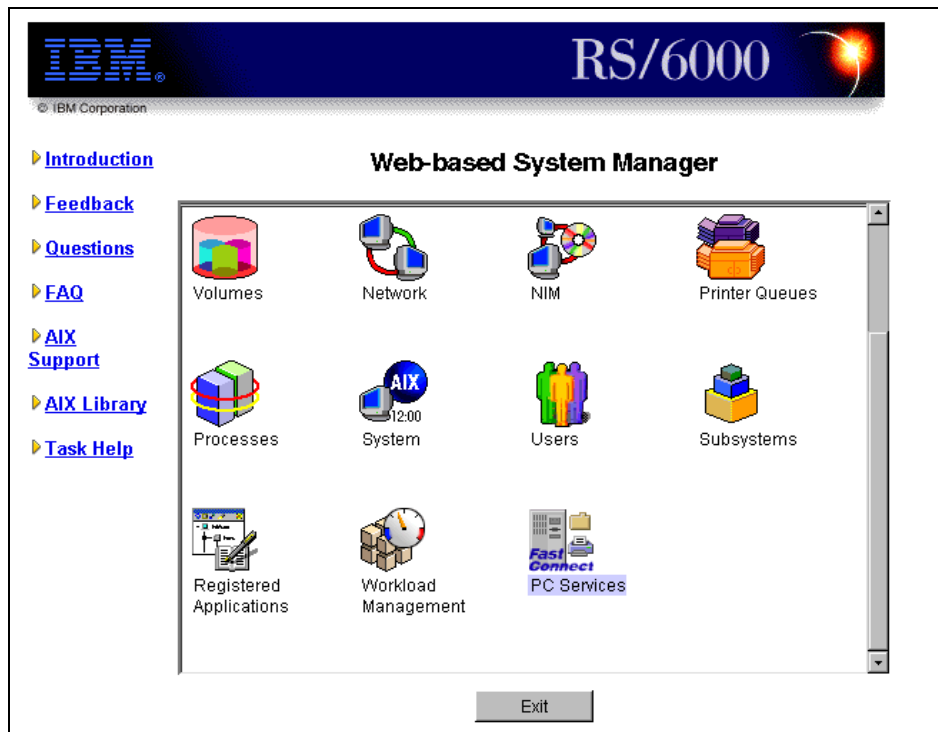 IBM®
RS/6000
© IBM Corporation
Introduction
Feedback
Questions
FAQ
AIX
Support
AIX Library
Task Help
Web-based System Manager
Volumes
Network
NIM
Printer Queues
Processes
AIX
12:00
System
Users
Subsystems
Registered
Applications
Workload
Management
Fast
Connect
PC Services
Exit